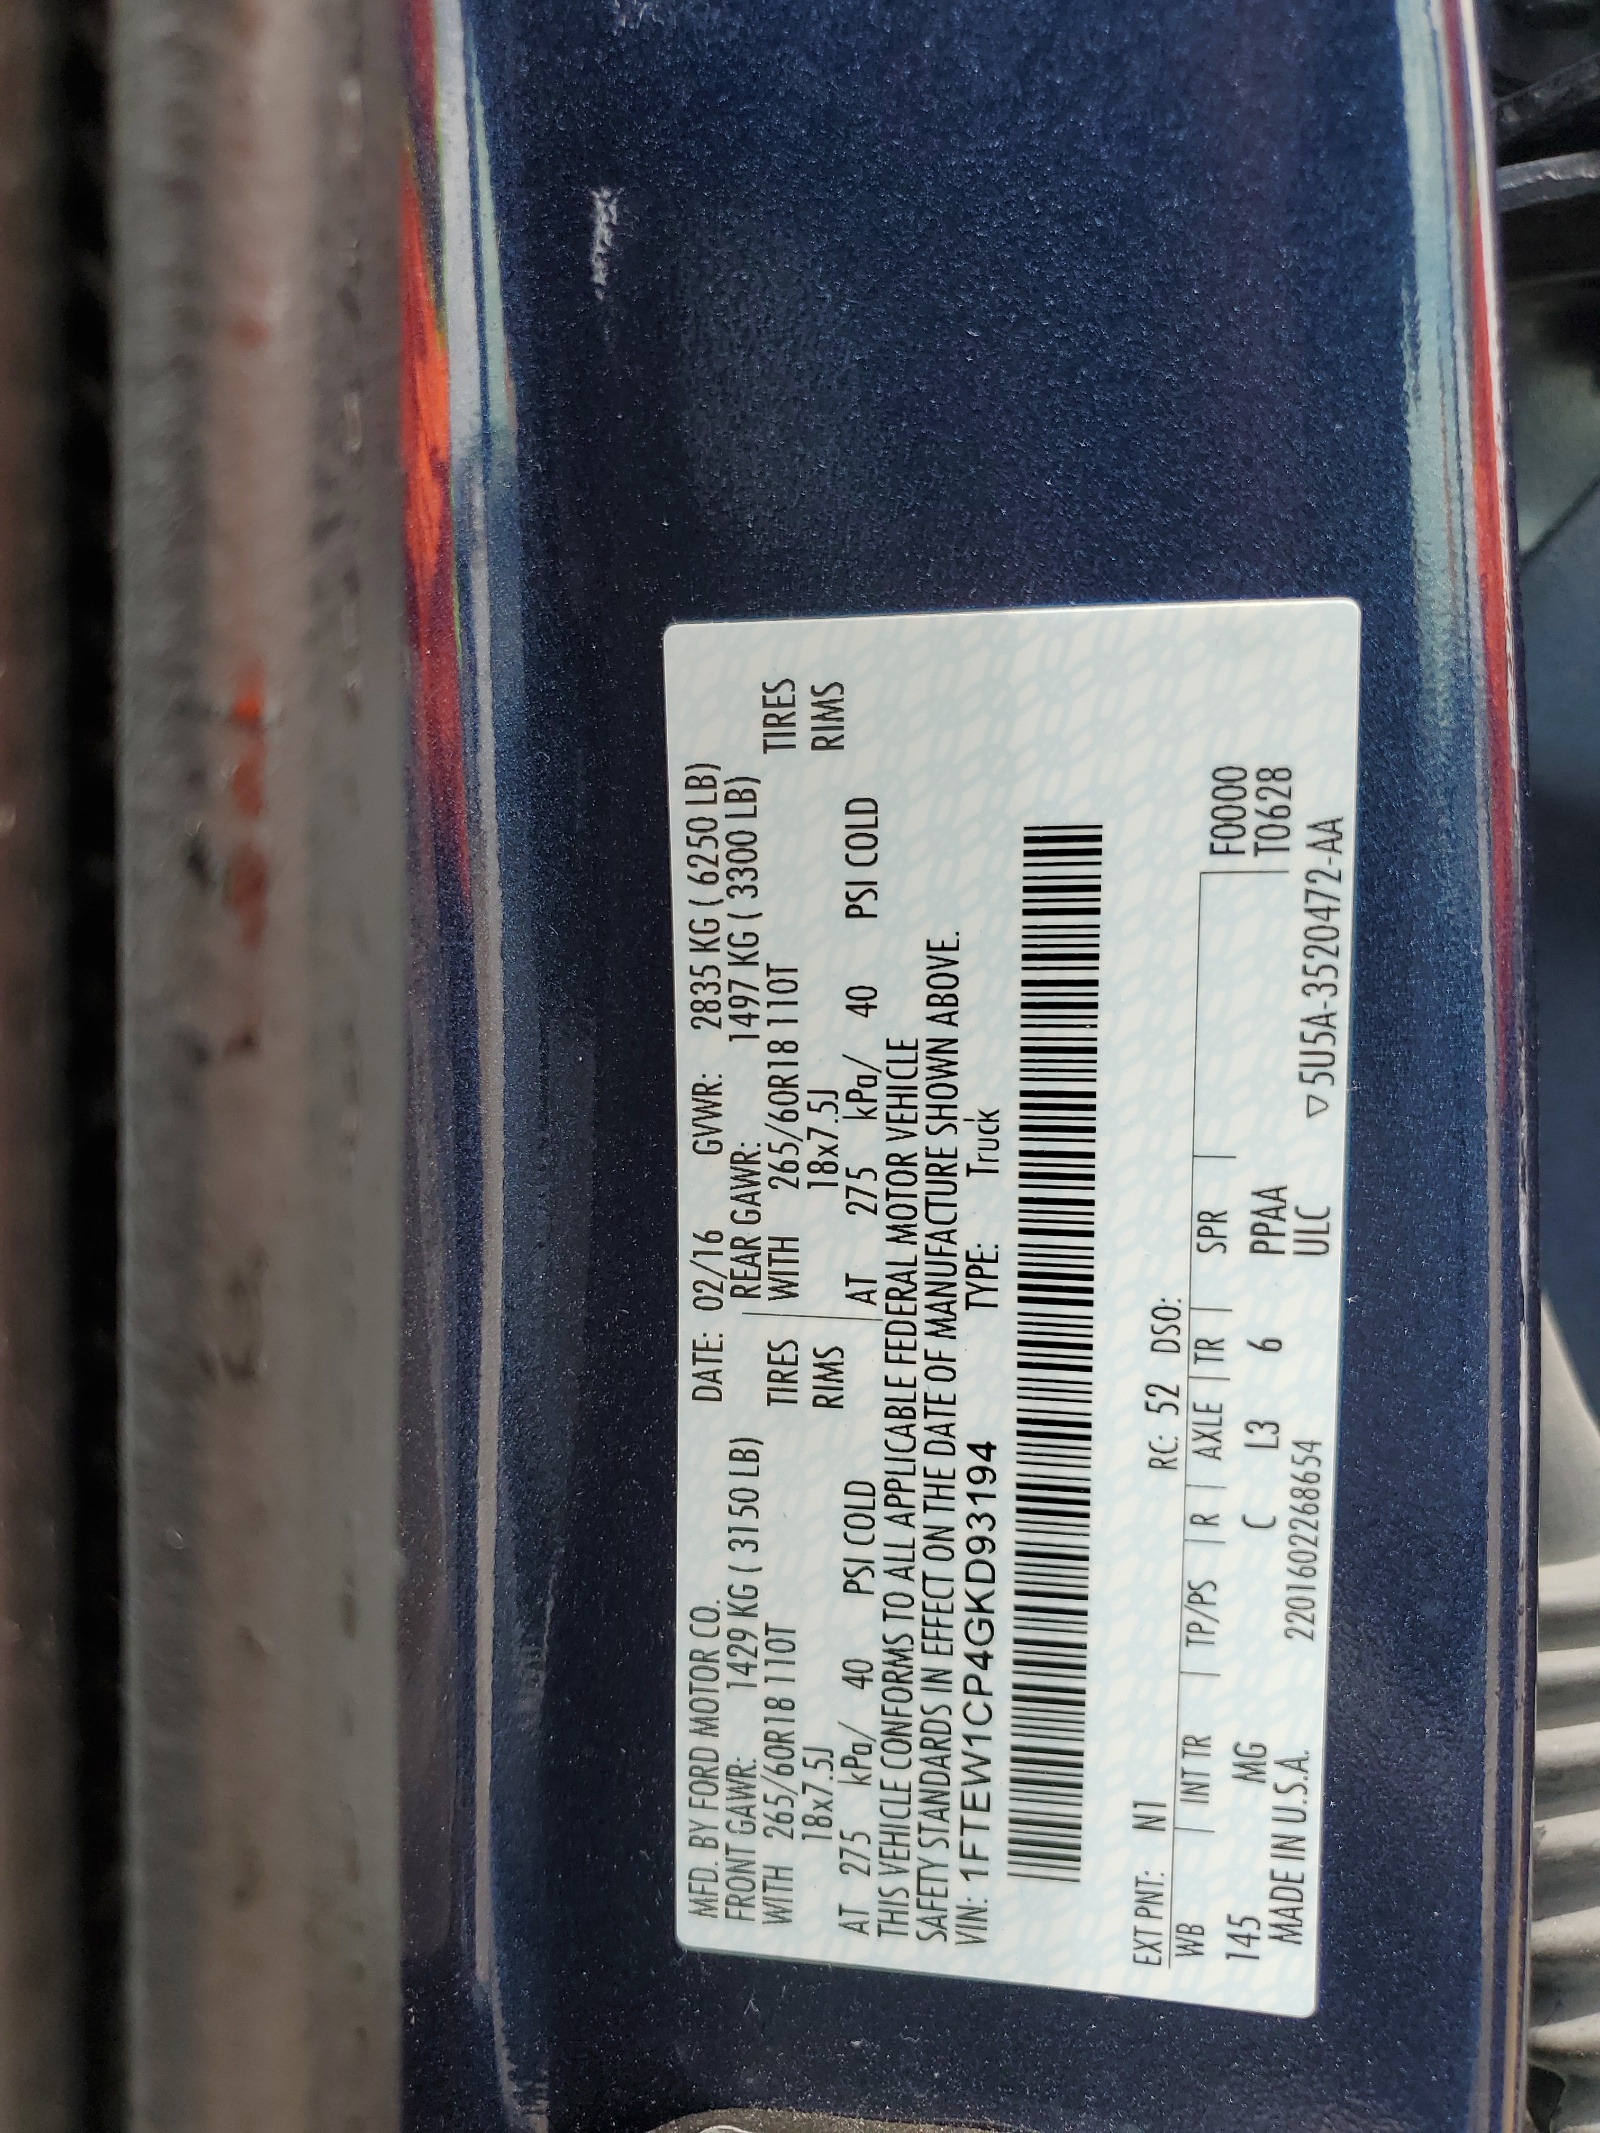 MFD. BY FORD MOTOR CO. DATE: 02/16 GVWR: 2835 KG ( 6250 LB)
FRONT GAWR: 1429 KG ( 3150 LB) REAR GAWR: 1497 KG ( 3300 LB)
WITH 265/60R18 110T TIRES WITH 265/60R18 110T TIRES
18x7.5J RIMS 18x7.5J RIMS
AT 275 kPa/ 40 PSI COLD AT 275 kPa/ 40 PSI COLD
THIS VEHICLE CONFORMS TO ALL APPLICABLE FEDERAL MOTOR VEHICLE
SAFETY STANDARDS IN EFFECT ON THE DATE OF MANUFACTURE SHOWN ABOVE.
VIN: 1FTEW1CP4GKD93194 TYPE: Truck
EXT PNT: N1 RC: 52 DSO:
WB | INT TR | TP/PS | R | AXLE | TR | SPR | F0000
145 MG C L3 6 PPAA T0628
MADE IN U.S.A. 2201602268654 ULC ▽ 5U5A-3520472-AA